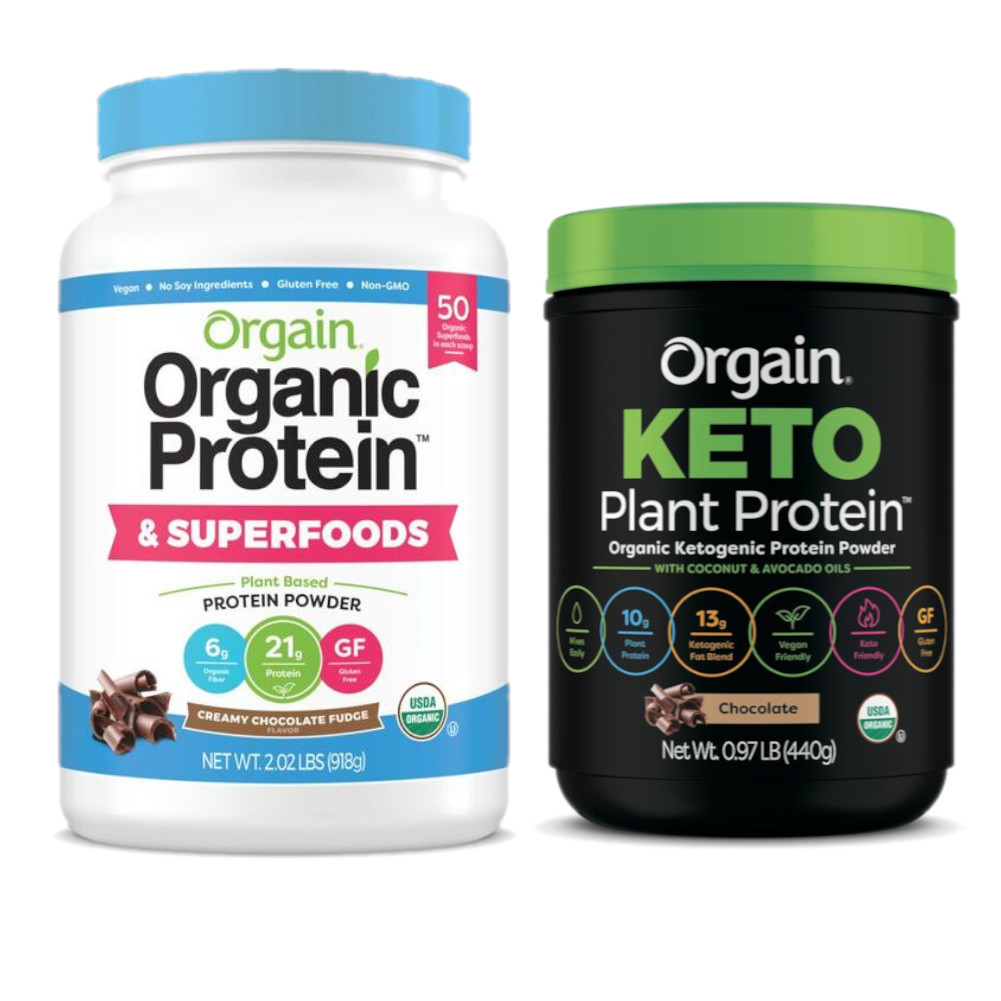 Vegan • No Soy Ingredients • Gluten Free • Non-GMO
50
Organic
Superfoods
in each scoop
Orgain®
Organic
Protein™
& SUPERFOODS
Plant Based
PROTEIN POWDER
6g
Organic
Fiber
21g
Protein
GF
Gluten
Free
CREAMY CHOCOLATE FUDGE
FLAVOR
USDA
ORGANIC
U
NET WT. 2.02 LBS (918g)
Orgain®
KETO
Plant Protein™
Organic Ketogenic Protein Powder
WITH COCONUT & AVOCADO OILS
Mixes
Easily
10g
Plant
Protein
13g
Ketogenic
Fat Blend
Vegan
Friendly
Keto
Friendly
GF
Gluten
Free
Chocolate
USDA
ORGANIC
U
Net Wt. 0.97 LB (440g)